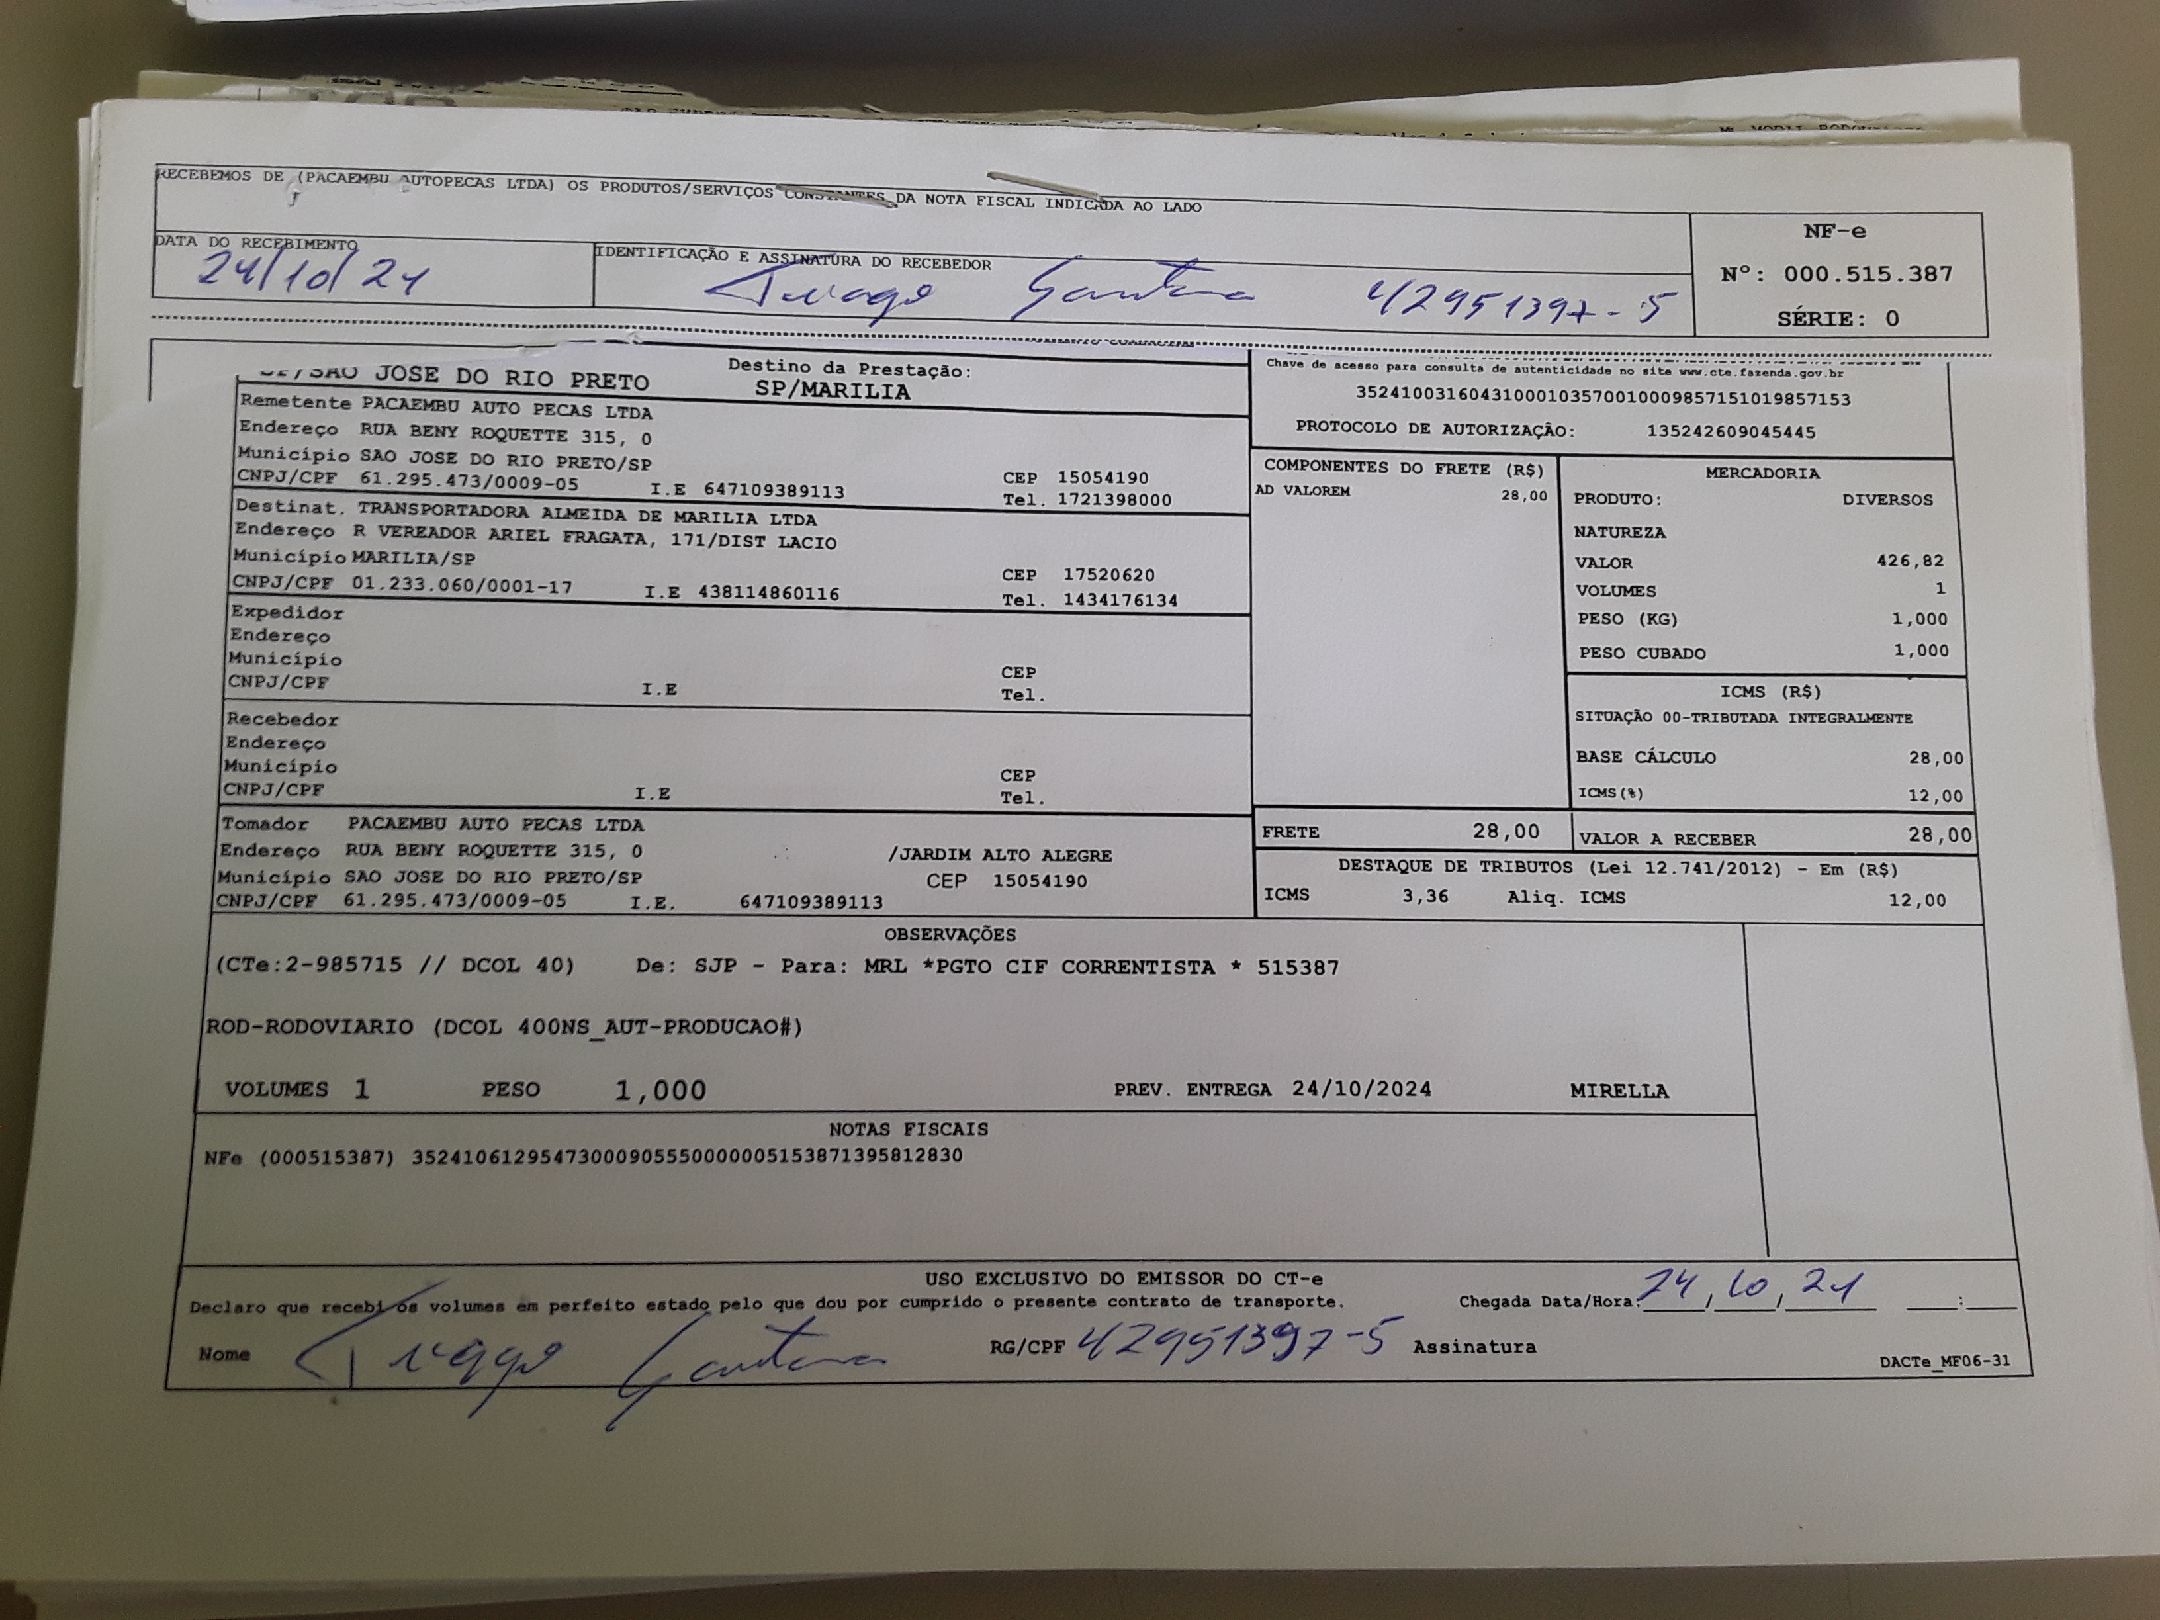 RECEBEMOS DE (PACAEMBU AUTOPECAS LTDA) OS PRODUTOS/SERVIÇOS CONSTANTES DA NOTA FISCAL INDICADA AO LADO
DATA DO RECEBIMENTO
24/10/24
IDENTIFICAÇÃO E ASSINATURA DO RECEBEDOR
Tiago Santana 42951397-5
NF-e
Nº: 000.515.387
SÉRIE: 0
SP/SAO JOSE DO RIO PRETO
Destino da Prestação:
SP/MARILIA
Remetente PACAEMBU AUTO PECAS LTDA
Endereço RUA BENY ROQUETTE 315, 0
Município SAO JOSE DO RIO PRETO/SP CEP 15054190
CNPJ/CPF 61.295.473/0009-05 I.E 647109389113 Tel. 1721398000
Destinat. TRANSPORTADORA ALMEIDA DE MARILIA LTDA
Endereço R VEREADOR ARIEL FRAGATA, 171/DIST LACIO
Município MARILIA/SP CEP 17520620
CNPJ/CPF 01.233.060/0001-17 I.E 438114860116 Tel. 1434176134
Expedidor
Endereço
Município CEP
CNPJ/CPF I.E Tel.
Recebedor
Endereço
Município CEP
CNPJ/CPF I.E Tel.
Tomador PACAEMBU AUTO PECAS LTDA
Endereço RUA BENY ROQUETTE 315, 0 /JARDIM ALTO ALEGRE
Município SAO JOSE DO RIO PRETO/SP CEP 15054190
CNPJ/CPF 61.295.473/0009-05 I.E. 647109389113
Chave de acesso para consulta de autenticidade no site www.cte.fazenda.gov.br
35241003160431000103570010009857151019857153
PROTOCOLO DE AUTORIZAÇÃO: 135242609045445
COMPONENTES DO FRETE (R$)
AD VALOREM 28,00
MERCADORIA
PRODUTO: DIVERSOS
NATUREZA
VALOR 426,82
VOLUMES 1
PESO (KG) 1,000
PESO CUBADO 1,000
ICMS (R$)
SITUAÇÃO 00-TRIBUTADA INTEGRALMENTE
BASE CÁLCULO 28,00
ICMS(%) 12,00
FRETE 28,00 VALOR A RECEBER 28,00
DESTAQUE DE TRIBUTOS (Lei 12.741/2012) - Em (R$)
ICMS 3,36 Aliq. ICMS 12,00
OBSERVAÇÕES
(CTe:2-985715 // DCOL 40) De: SJP - Para: MRL *PGTO CIF CORRENTISTA * 515387
ROD-RODOVIARIO (DCOL 400NS_AUT-PRODUCAO#)
VOLUMES 1 PESO 1,000 PREV. ENTREGA 24/10/2024 MIRELLA
NOTAS FISCAIS
NFe (000515387) 35241061295473000905550000005153871395812830
USO EXCLUSIVO DO EMISSOR DO CT-e
Declaro que recebi os volumes em perfeito estado pelo que dou por cumprido o presente contrato de transporte. Chegada Data/Hora: 24/10/24 __:__
Nome Tiago Santana RG/CPF 42951397-5 Assinatura
DACTe_MF06-31